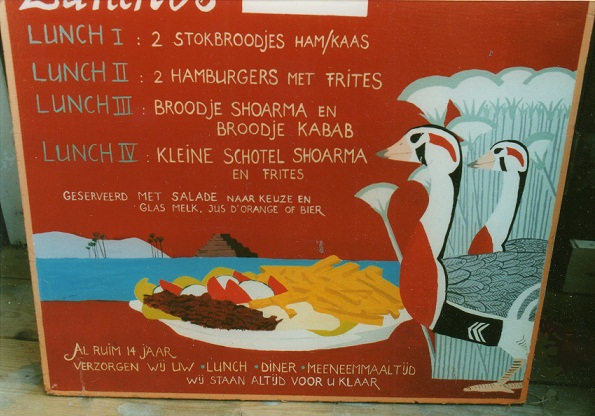 LUNCH I : 2 STOKBROODJES HAM/KAAS
LUNCH II : 2 HAMBURGERS MET FRITES
LUNCH III : BROODJE SHOARMA EN
BROODJE KABAB
LUNCH IV : KLEINE SCHOTEL SHOARMA
EN FRITES
GESERVEERD MET SALADE NAAR KEUZE EN
GLAS MELK, JUS D'ORANGE OF BIER
AL RUIM 14 JAAR
VERZORGEN WIJ UW • LUNCH • DINER • MEENEEMMAALTIJD
WIJ STAAN ALTIJD VOOR U KLAAR